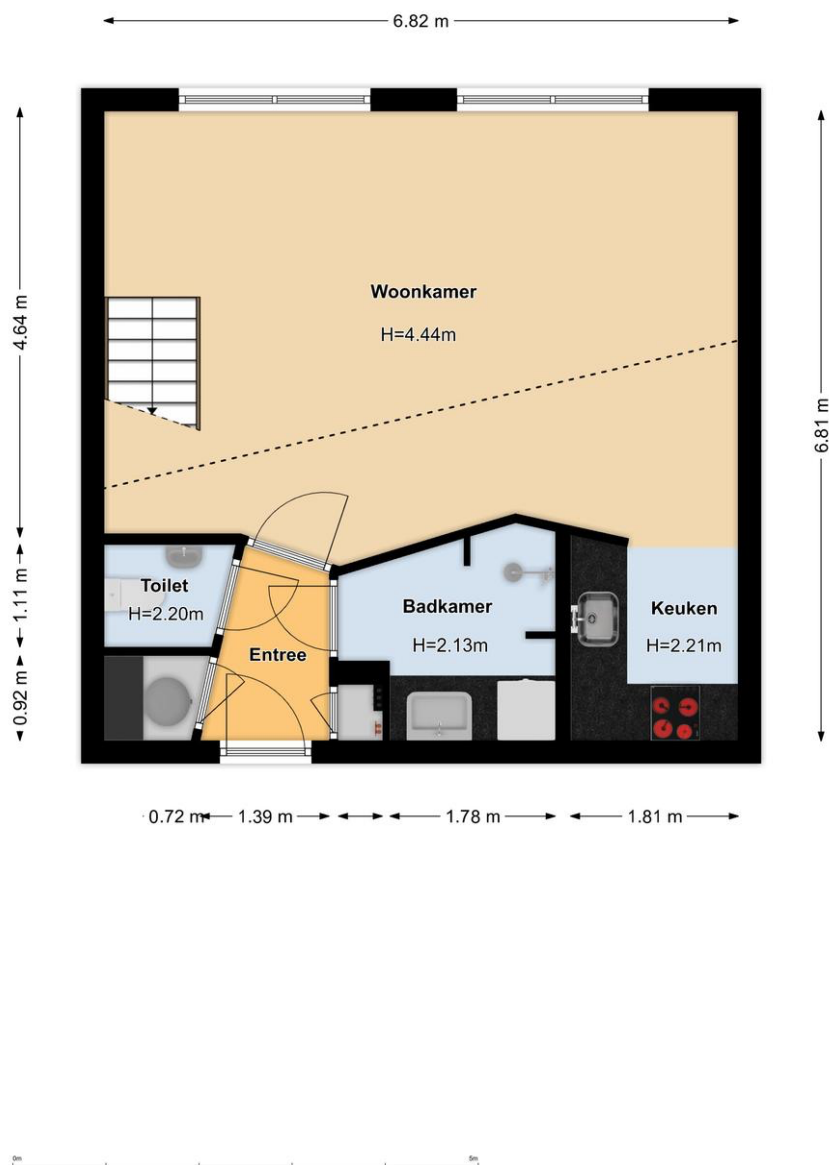 6.82 m
4.64 m
Woonkamer
H=4.44m
6.81 m
1.11 m
Toilet
H=2.20m
Badkamer
H=2.13m
Keuken
H=2.21m
Entree
0.92 m
0.72 m
1.39 m
1.78 m
1.81 m
0m
5m